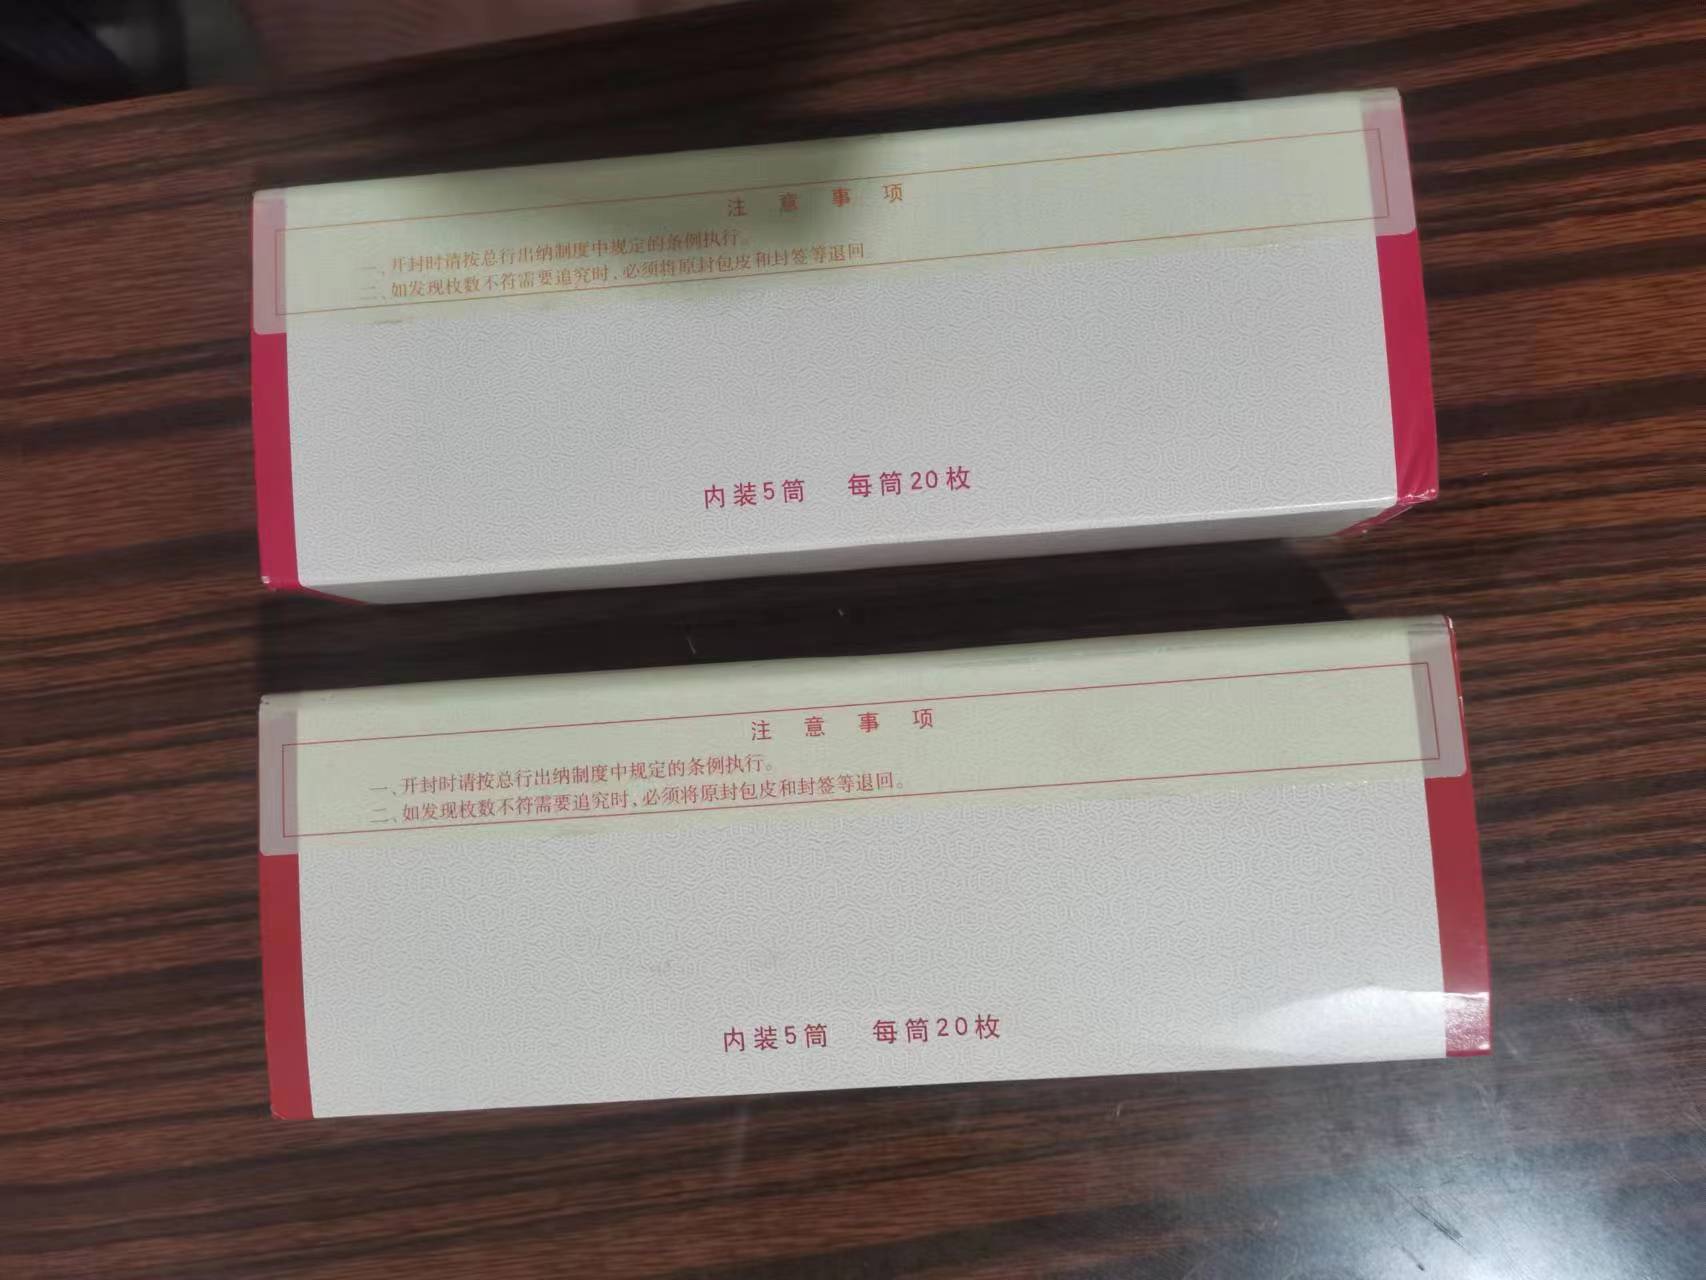 注意事项
一、开封时请按总行出纳制度中规定的条例执行。
二、如发现枚数不符需要追究时，必须将原封包皮和封签等退回
内装5筒 每筒20枚
注意事项
一、开封时请按总行出纳制度中规定的条例执行。
二、如发现枚数不符需要追究时，必须将原封包皮和封签等退回。
内装5筒 每筒20枚